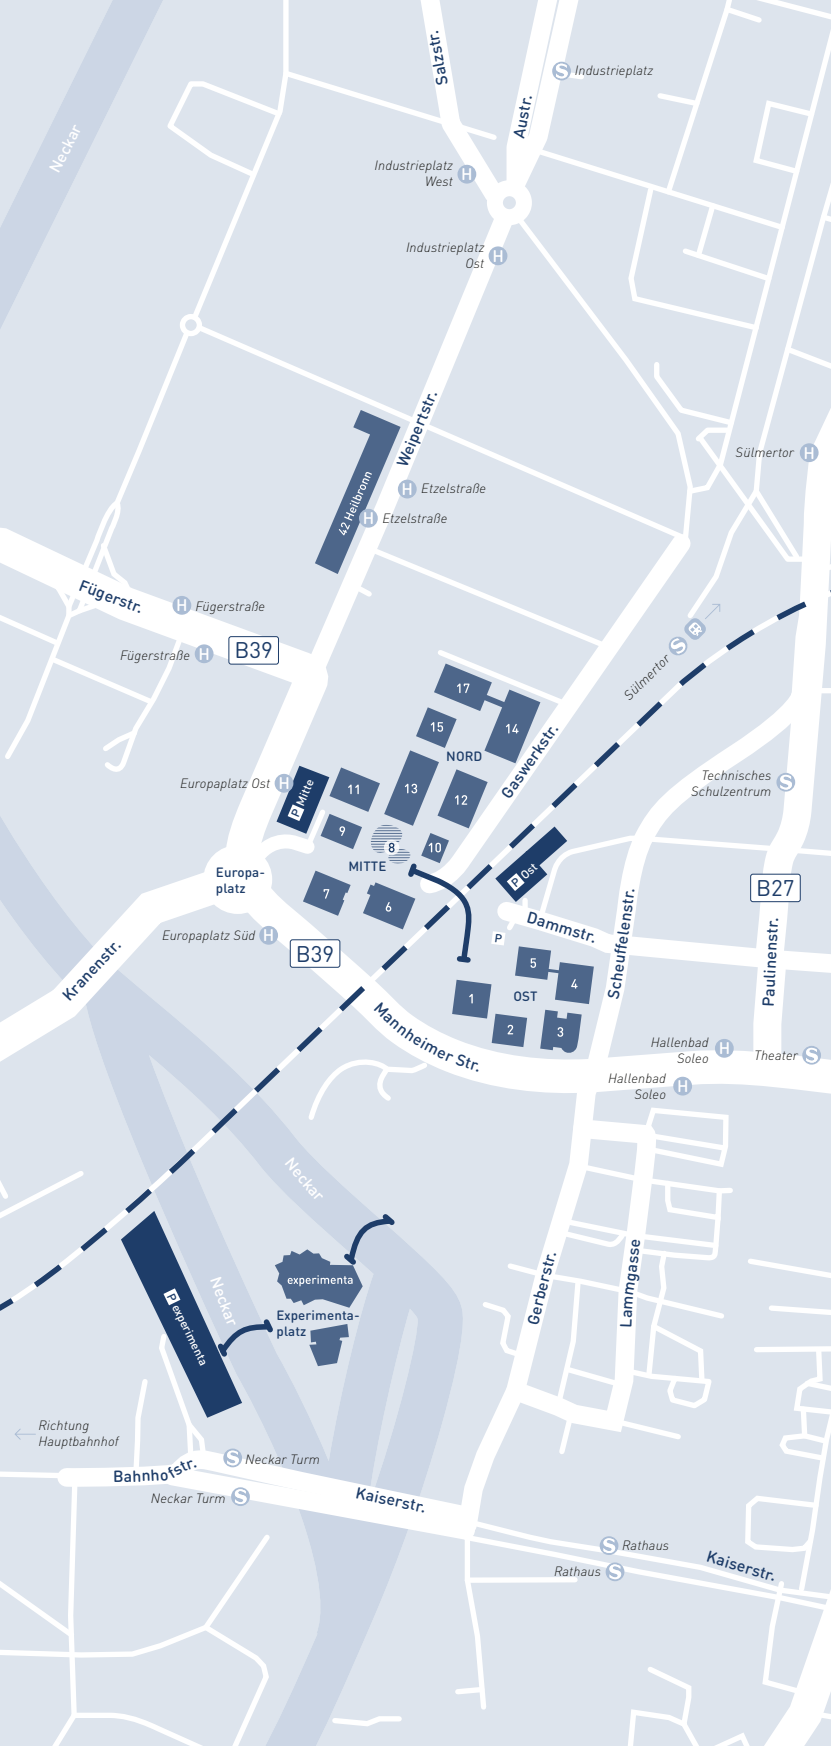 Salzstr.
Austr.
S Industrieplatz
Neckar
Industrieplatz
West
H
Industrieplatz
Ost
H
Weipertstr.
Sülmertor H
42 Heilbronn
H Etzelstraße
H Etzelstraße
Fügerstr.
H Fügerstraße
Fügerstraße H
B39
Sülmertor S
17
14
15
NORD
Gaswerkstr.
Europaplatz Ost H
P Mitte
11
13
12
Technisches
Schulzentrum
S
9
8
10
MITTE
Europa-
platz
7
6
P Ost
B27
Dammstr.
P
Scheuffelenstr.
Paulinenstr.
Europaplatz Süd H
B39
Kranenstr.
5
4
1
OST
2
3
Mannheimer Str.
Hallenbad
Soleo
H
Theater S
Hallenbad
Soleo
H
Neckar
Neckar
experimenta
Experimenta-
platz
P experimenta
Gerberstr.
Lammgasse
Richtung
Hauptbahnhof
Bahnhofstr.
S Neckar Turm
Neckar Turm S
Kaiserstr.
S Rathaus
Rathaus S
Kaiserstr.